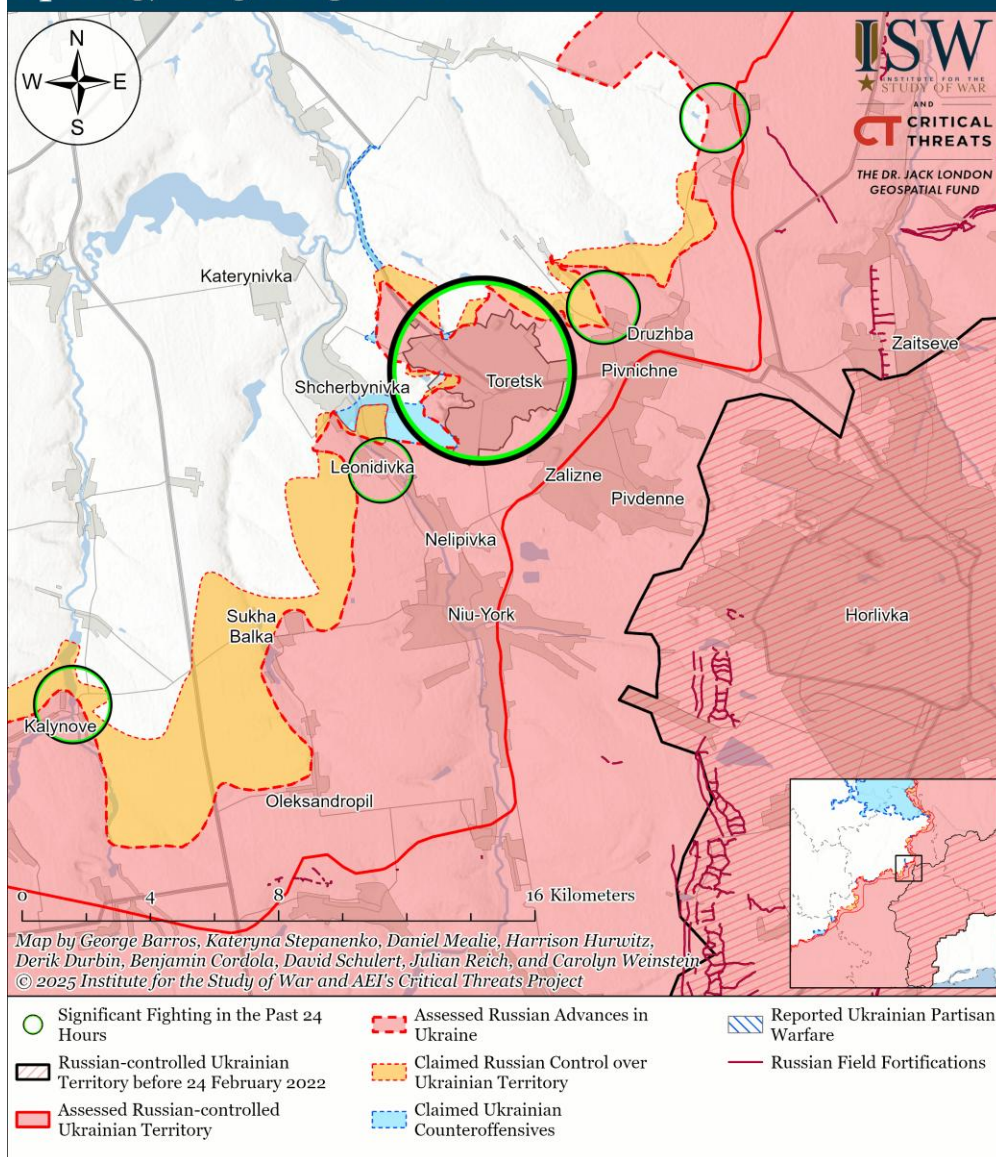 N
W E
S
ISW
INSTITUTE FOR THE
STUDY OF WAR
AND
CT CRITICAL
THREATS
THE DR. JACK LONDON
GEOSPATIAL FUND
Katerynivka
Druzhba
Zaitseve
Pivnichne
Toretsk
Shcherbynivka
Leonidivka
Zalizne
Pivdenne
Nelipivka
Niu-York
Horlivka
Sukha
Balka
Kalynove
Oleksandropil
0 4 8 16 Kilometers
Map by George Barros, Kateryna Stepanenko, Daniel Mealie, Harrison Hurwitz,
Derik Durbin, Benjamin Cordola, David Schulert, Julian Reich, and Carolyn Weinstein
© 2025 Institute for the Study of War and AEI's Critical Threats Project
Significant Fighting in the Past 24
Hours
Russian-controlled Ukrainian
Territory before 24 February 2022
Assessed Russian-controlled
Ukrainian Territory
Assessed Russian Advances in
Ukraine
Claimed Russian Control over
Ukrainian Territory
Claimed Ukrainian
Counteroffensives
Reported Ukrainian Partisan
Warfare
Russian Field Fortifications